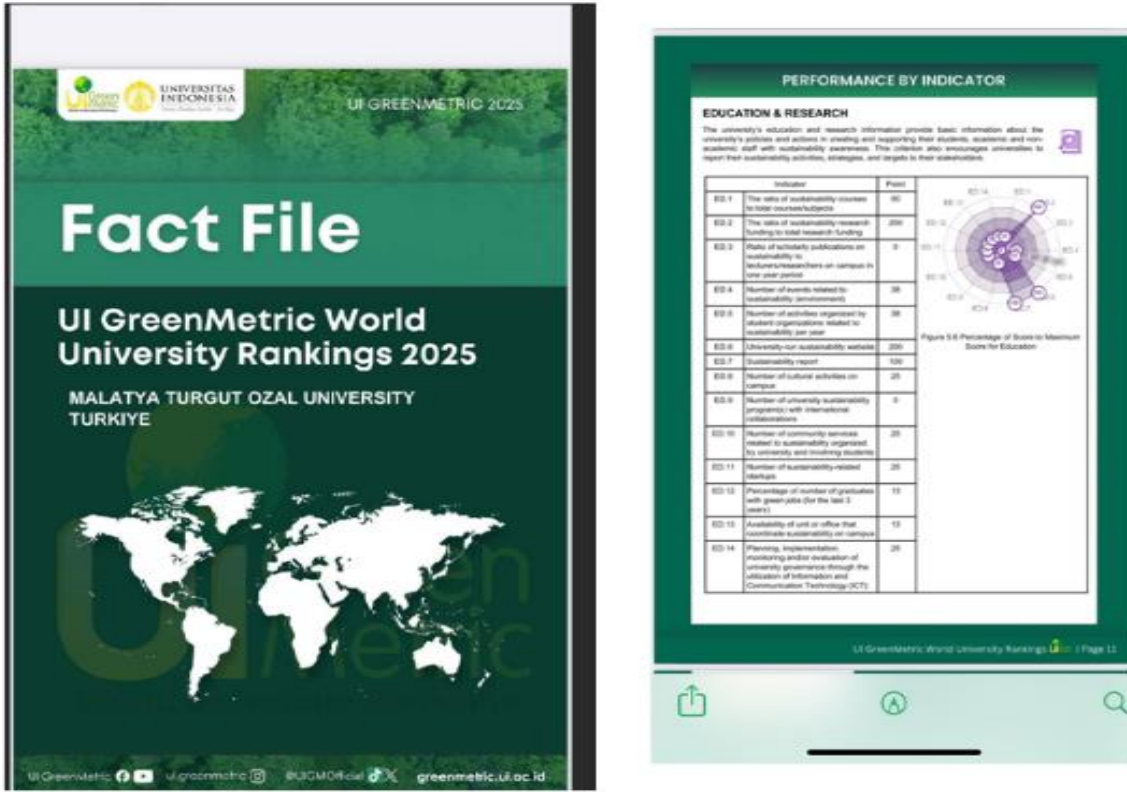 UNIVERSITAS
INDONESIA
UI GREENMETRIC 2025
Fact File
UI GreenMetric World
University Rankings 2025
MALATYA TURGUT OZAL UNIVERSITY
TURKIYE
UI GreenMetric
ui.greenmetric
@UIGMOfficial
greenmetric.ui.ac.id
PERFORMANCE BY INDICATOR
EDUCATION & RESEARCH
The university's education and research information provide basic information about the
university's policies and actions in creating and supporting their students, academic and non-
academic staff with sustainability awareness. This criterion also encourages universities to
report their sustainability activities, strategies, and targets to their stakeholders.
Indicator Point
ED.1 The ratio of sustainability courses
to total courses/subjects
ED.2 The ratio of sustainability research 200
funding to total research funding
ED.3 Ratio of scholarly publications on 0
sustainability to
lecturers/researchers on campus in
one year period
ED.4 Number of events related to
sustainability (environment)
ED.5 Number of activities organized by
student organizations related to
sustainability per year
ED.6 University-run sustainability website 200
ED.7 Sustainability report 100
ED.8 Number of cultural activities on 25
campus
ED.9 Number of university sustainability 0
program(s) with international
collaborations
ED.10 Number of community services
related to sustainability organized
by university and involving students
ED.11 Number of sustainability-related
startups
ED.12 Percentage of number of graduates
with green jobs (for the last 3
years)
ED.13 Availability of unit or office that
coordinate sustainability on campus
ED.14 Planning, implementation,
monitoring and/or evaluation of
university governance through the
utilization of Information and
Communication Technology (ICT)
Figure 5.6 Percentage of Score to Maximum
Score for Education
UI GreenMetric World University Rankings | Page 11